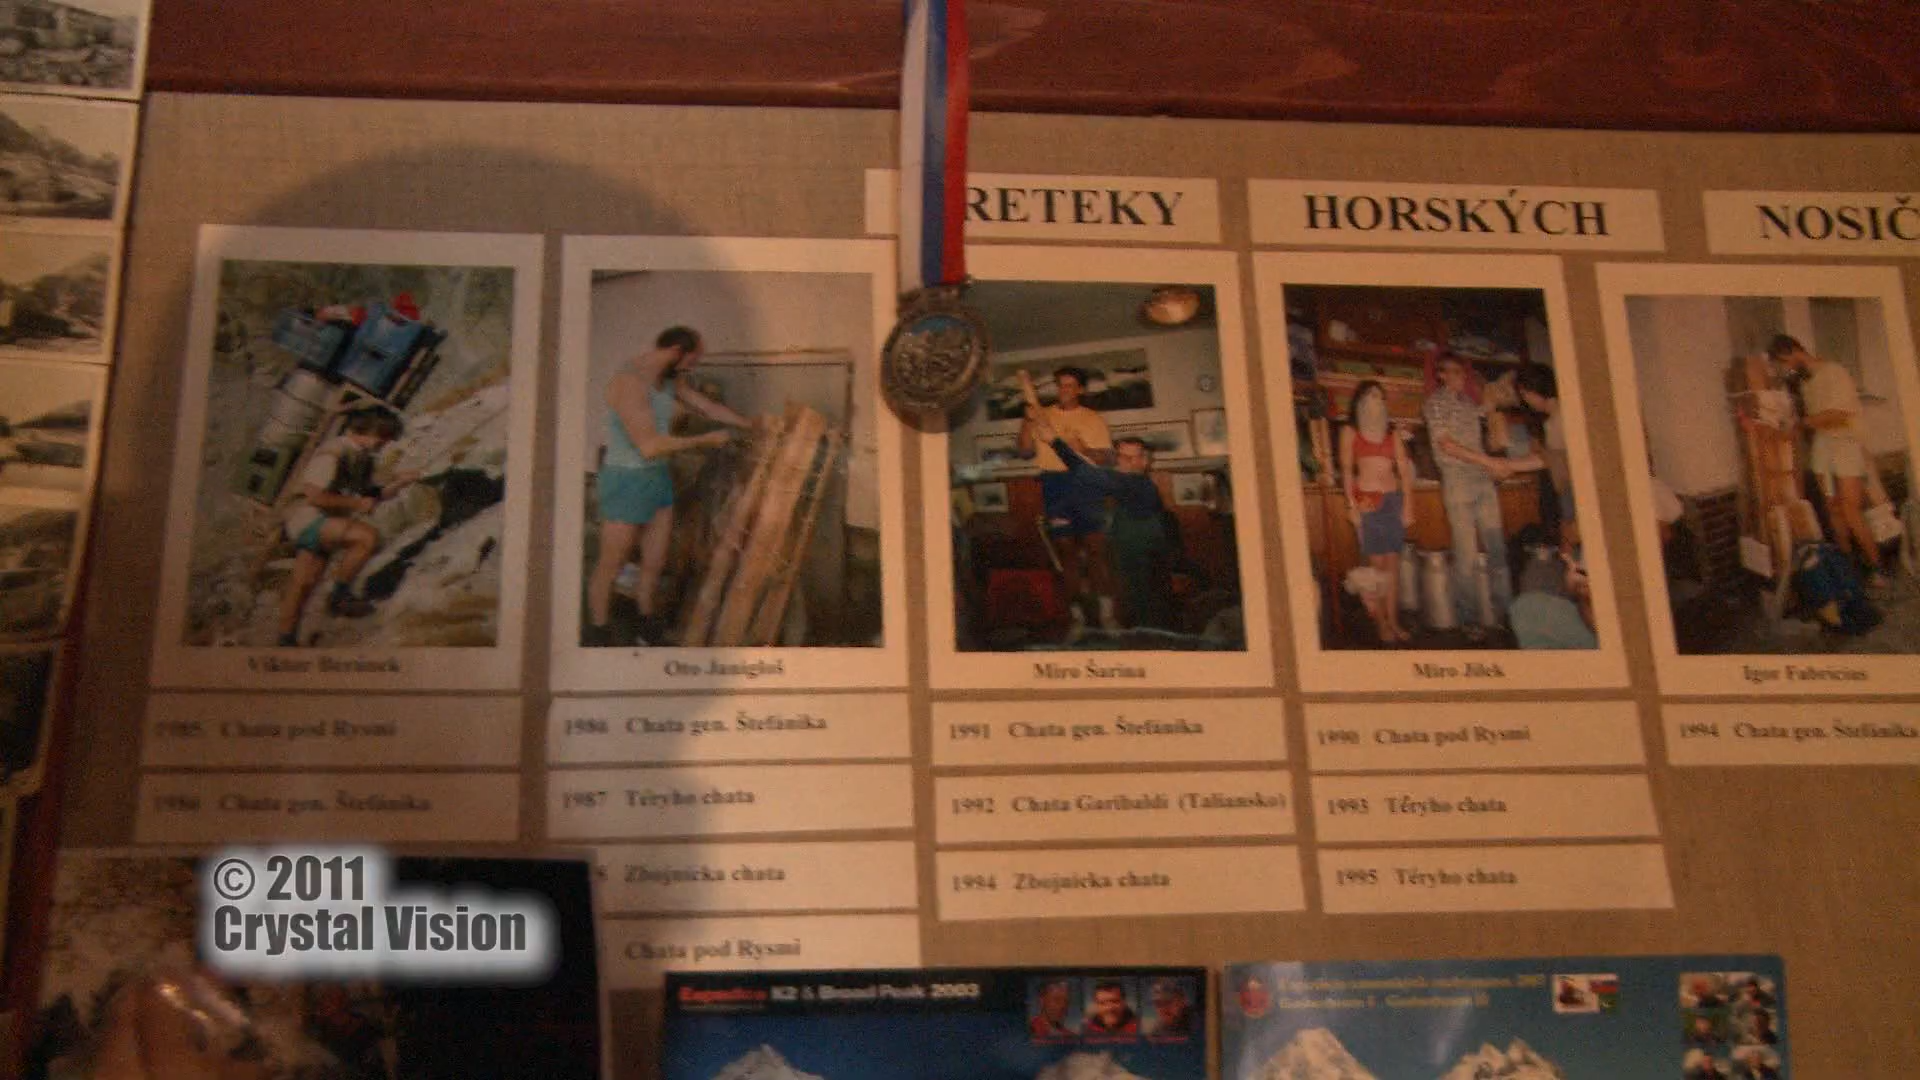 RETEKY HORSKÝCH NOSIČ
Viktor Beránek
1985 Chata pod Rysmi
1986 Chata gen. Štefánika
Oto Janigloš
1986 Chata gen. Štefánika
1987 Téryho chata
Zbojnícka chata
Chata pod Rysmi
Miro Šarina
1991 Chata gen. Štefánika
1992 Chata Garibaldi (Taliansko)
1994 Zbojnícka chata
Miro Jílek
1990 Chata pod Rysmi
1993 Téryho chata
1995 Téryho chata
Igor Fabricius
1994 Chata gen. Štefánika
© 2011
Crystal Vision
K2 & Broad Peak 2003